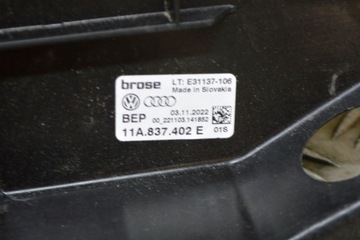 brose LT: E31137-106
Made in Slovakia
03.11.2022
BEP 00_221103.141852
11A.837.402 E 01S